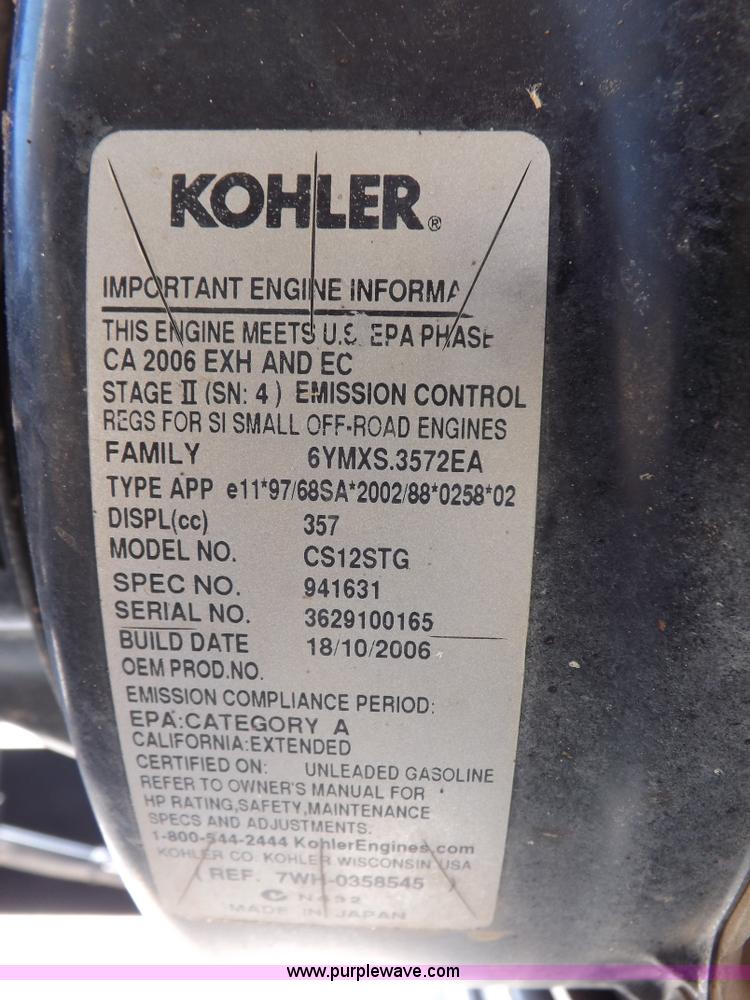 KOHLER®
IMPORTANT ENGINE INFORMA
THIS ENGINE MEETS U.S. EPA PHASE
CA 2006 EXH AND EC
STAGE II (SN: 4 ) EMISSION CONTROL
REGS FOR SI SMALL OFF-ROAD ENGINES
FAMILY 6YMXS.3572EA
TYPE APP e11*97/68SA*2002/88*0258*02
DISPL(cc) 357
MODEL NO. CS12STG
SPEC NO. 941631
SERIAL NO. 3629100165
BUILD DATE 18/10/2006
OEM PROD.NO.
EMISSION COMPLIANCE PERIOD:
EPA:CATEGORY A
CALIFORNIA:EXTENDED
CERTIFIED ON: UNLEADED GASOLINE
REFER TO OWNER'S MANUAL FOR
HP RATING,SAFETY,MAINTENANCE
SPECS AND ADJUSTMENTS.
1-800-544-2444 KohlerEngines.com
KOHLER CO. KOHLER WISCONSIN USA
( REF. 7WH-0358545 )
N432
MADE IN JAPAN
www.purplewave.com